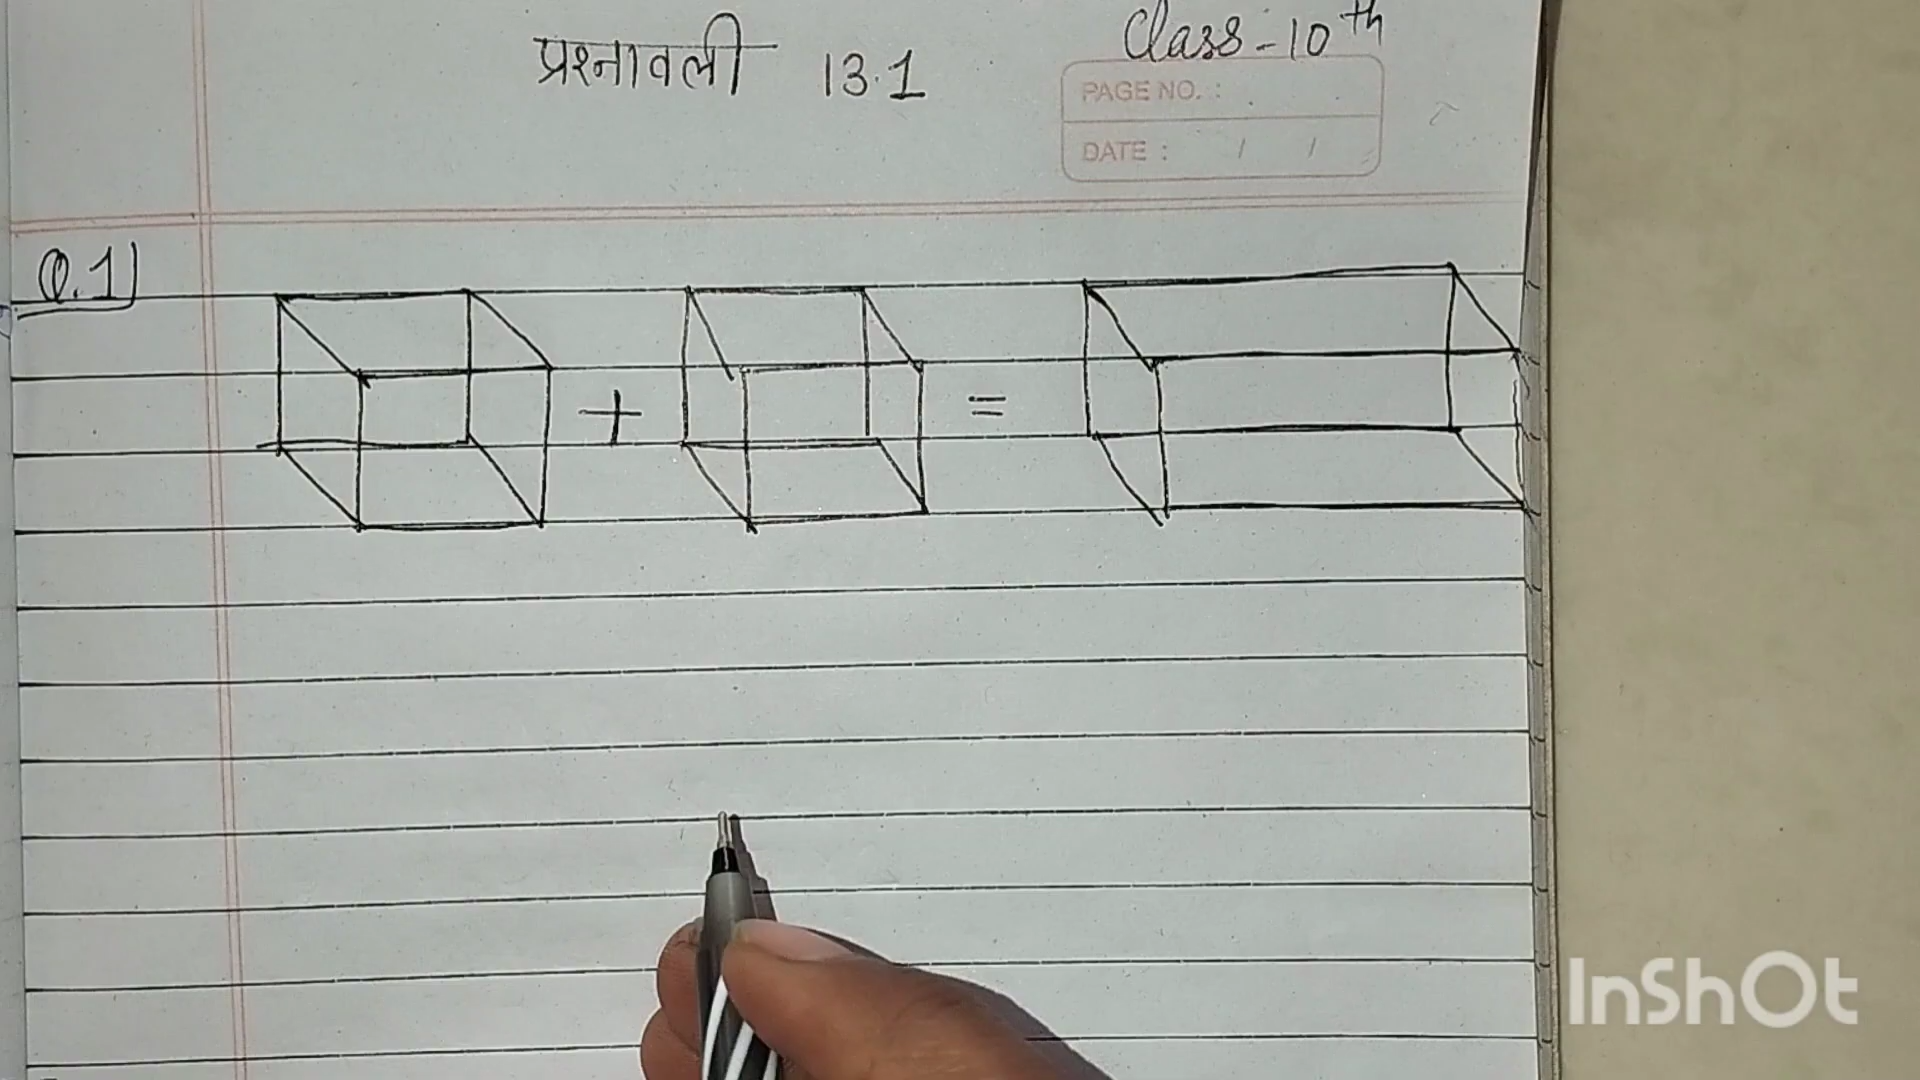 Class - 10th
प्रश्नावली 13.1
PAGE NO. :
DATE : / /
Q.1)
+ =
InShOt